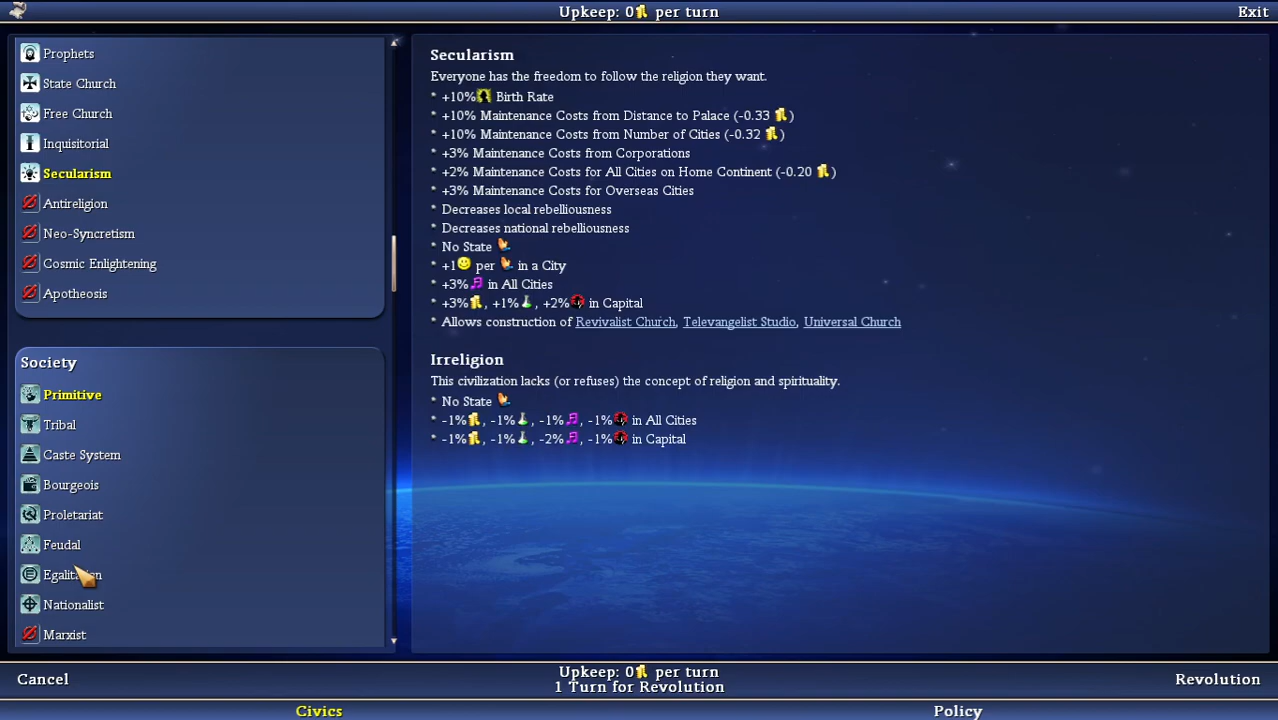 Upkeep: 0 per turn
Exit
Prophets
State Church
Free Church
Inquisitorial
Secularism
Antireligion
Neo-Syncretism
Cosmic Enlightening
Apotheosis
Society
Primitive
Tribal
Caste System
Bourgeois
Proletariat
Feudal
Nationalist
Marxist
Secularism
Everyone has the freedom to follow the religion they want.
* +10% Birth Rate
* +10% Maintenance Costs from Distance to Palace (-0.33 )
* +10% Maintenance Costs from Number of Cities (-0.32 )
* +3% Maintenance Costs from Corporations
* +2% Maintenance Costs for All Cities on Home Continent (-0.20 )
* +3% Maintenance Costs for Overseas Cities
* Decreases local rebelliousness
* Decreases national rebelliousness
* No State
* +1 per in a City
* +3% in All Cities
* +3% , +1% , +2% in Capital
* Allows construction of Revivalist Church, Televangelist Studio, Universal Church
Irreligion
This civilization lacks (or refuses) the concept of religion and spirituality.
* No State
* -1% , -1% , -1% , -1% in All Cities
* -1% , -1% , -2% , -1% in Capital
Cancel
Upkeep: 0 per turn
1 Turn for Revolution
Revolution
Civics
Policy